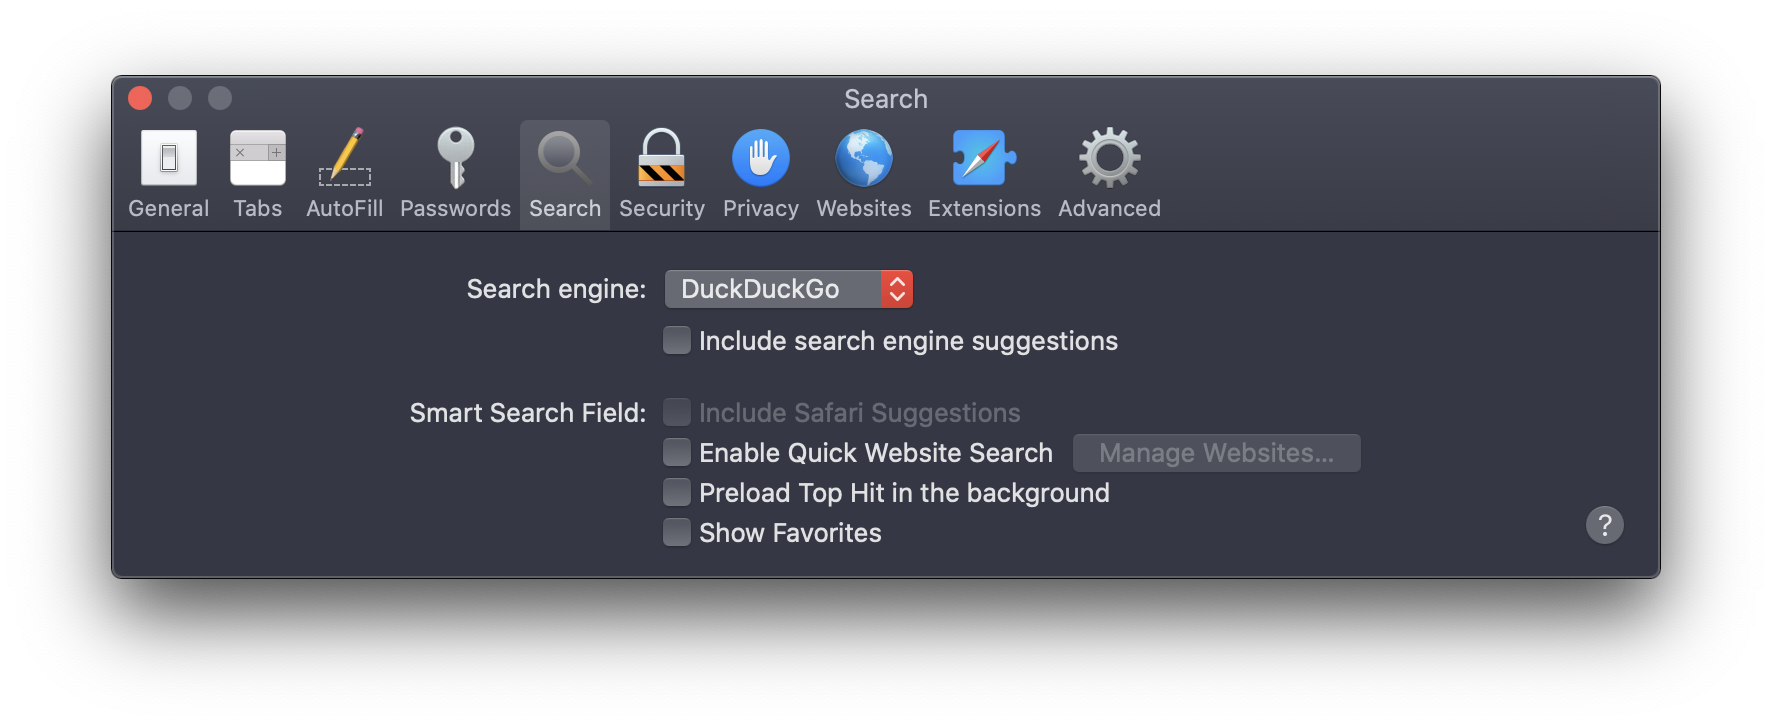 Search
General Tabs AutoFill Passwords Search Security Privacy Websites Extensions Advanced
Search engine: DuckDuckGo
Include search engine suggestions
Smart Search Field: Include Safari Suggestions
Enable Quick Website Search Manage Websites...
Preload Top Hit in the background
Show Favorites
?